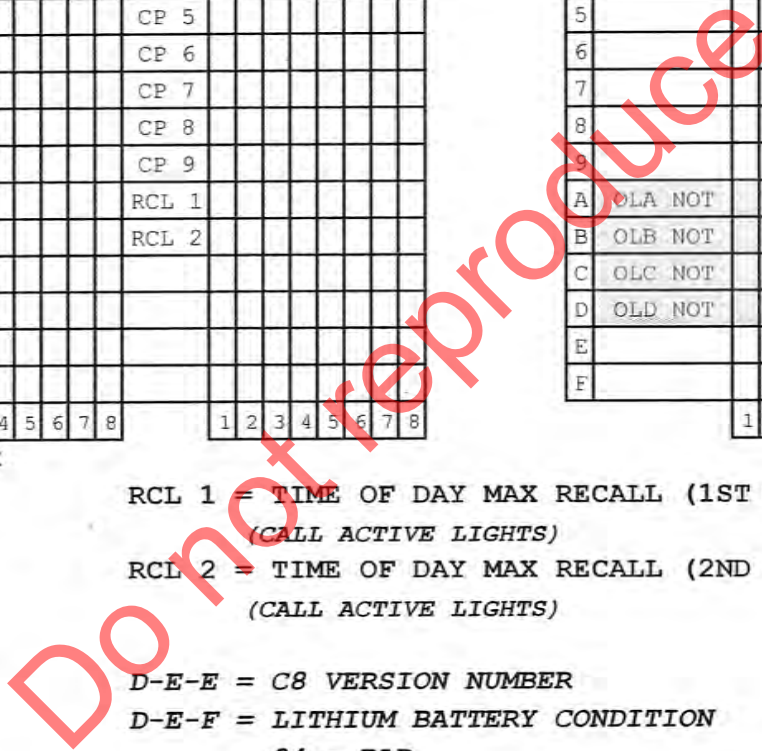 CP 5
CP 6
CP 7
CP 8
CP 9
RCL 1
RCL 2
4 5 6 7 8
1 2 3 4 5 6 7 8
5
6
7
8
9
A OLA NOT
B OLB NOT
C OLC NOT
D OLD NOT
E
F
1
RCL 1 = TIME OF DAY MAX RECALL (1ST
(CALL ACTIVE LIGHTS)
RCL 2 = TIME OF DAY MAX RECALL (2ND
(CALL ACTIVE LIGHTS)
D-E-E = C8 VERSION NUMBER
D-E-F = LITHIUM BATTERY CONDITION
Do not reproduce